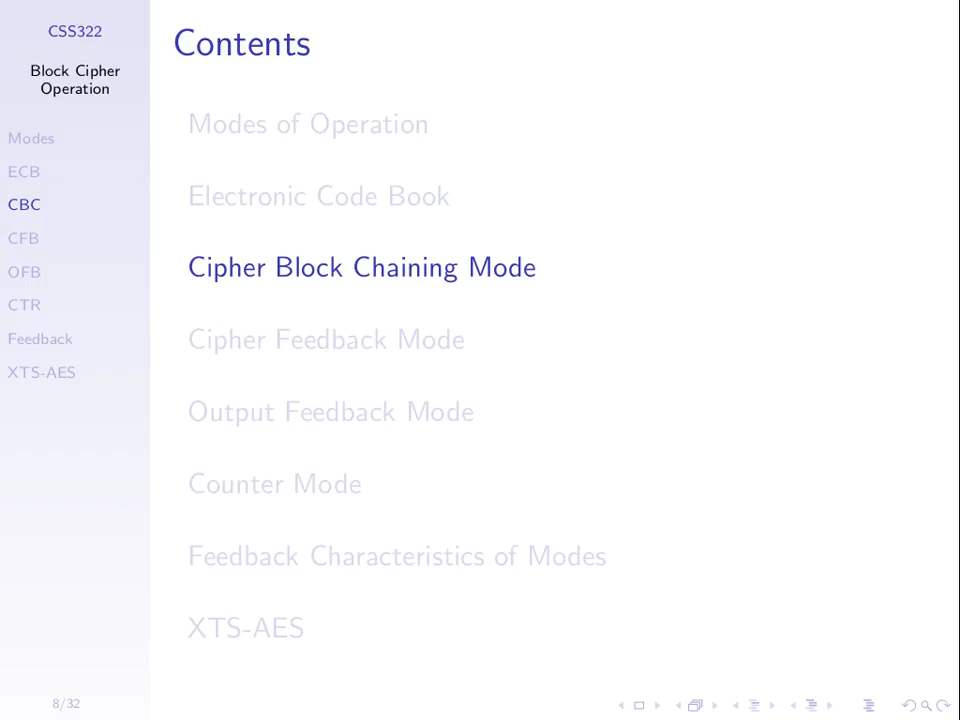 CSS322
Block Cipher
Operation
Modes
ECB
CBC
CFB
OFB
CTR
Feedback
XTS-AES
8/32
Contents
Modes of Operation
Electronic Code Book
Cipher Block Chaining Mode
Cipher Feedback Mode
Output Feedback Mode
Counter Mode
Feedback Characteristics of Modes
XTS-AES